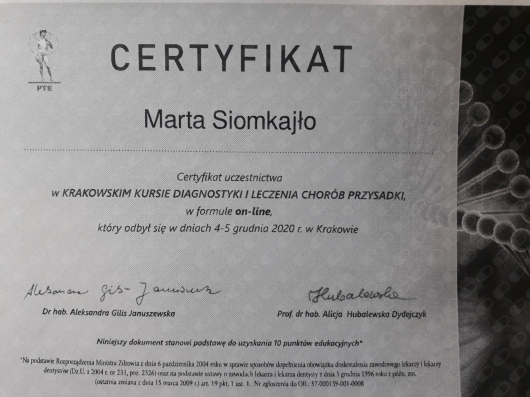 PTE
CERTYFIKAT
Marta Siomkajło
Certyfikat uczestnictwa
w KRAKOWSKIM KURSIE DIAGNOSTYKI I LECZENIA CHORÓB PRZYSADKI,
w formule on-line,
który odbył się w dniach 4-5 grudnia 2020 r. w Krakowie
Aleksandra Gilis-Januszewska Hubalewska
Dr hab. Aleksandra Gilis Januszewska Prof. dr hab. Alicja Hubalewska Dydejczyk
Niniejszy dokument stanowi podstawę do uzyskania 10 punktów edukacyjnych*
*Na podstawie Rozporządzenia Ministra Zdrowia z dnia 6 października 2004 roku w sprawie sposobów dopełnienia obowiązku doskonalenia zawodowego lekarzy i lekarzy
dentystów (Dz.U. z 2004 r. nr 231, poz. 2326) oraz na podstawie ustawy o zawodach lekarza i lekarza dentysty z dnia 5 grudnia 1996 roku z późn. zm.
(ostatnia zmiana z dnia 15 marca 2009 r.) art. 19 pkt. 1 ust. 1. Nr zgłoszenia do OIL: 57-000139-001-0008